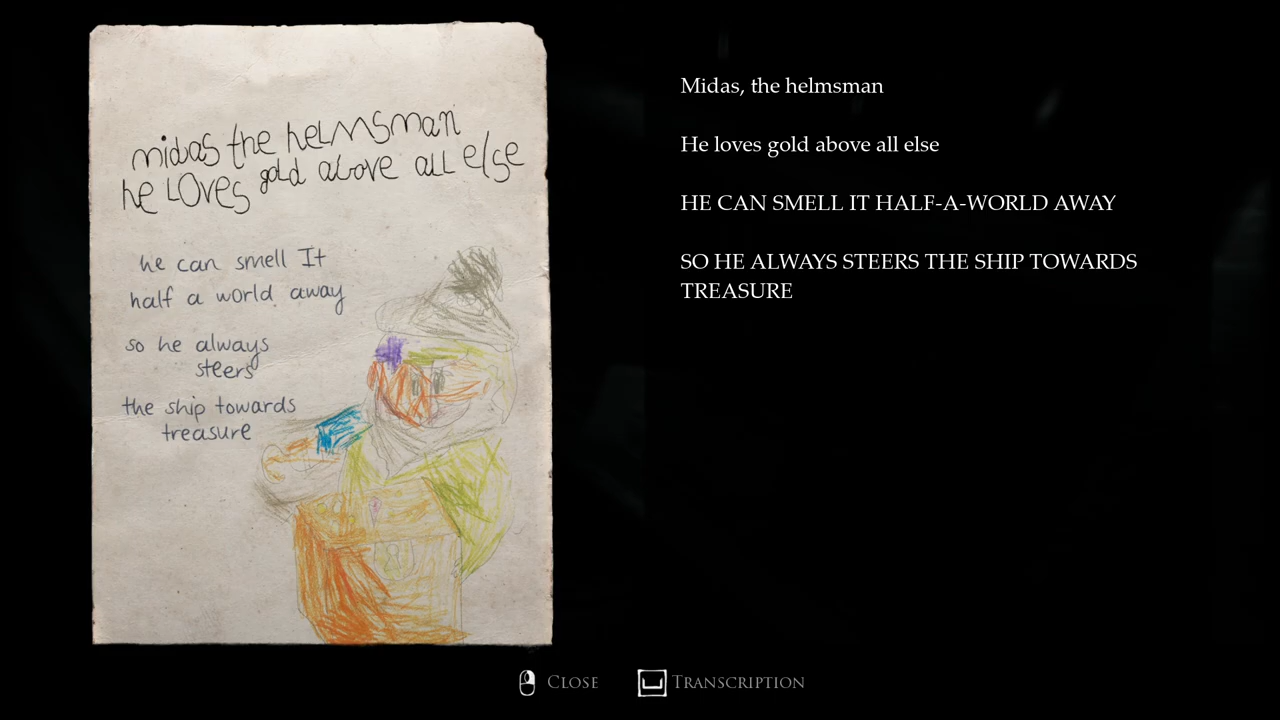 midas the helmsman
he loves gold above all else
he can smell It
half a world away
so he always
steers
the ship towards
treasure
Midas, the helmsman
He loves gold above all else
HE CAN SMELL IT HALF-A-WORLD AWAY
SO HE ALWAYS STEERS THE SHIP TOWARDS
TREASURE
CLOSE
TRANSCRIPTION